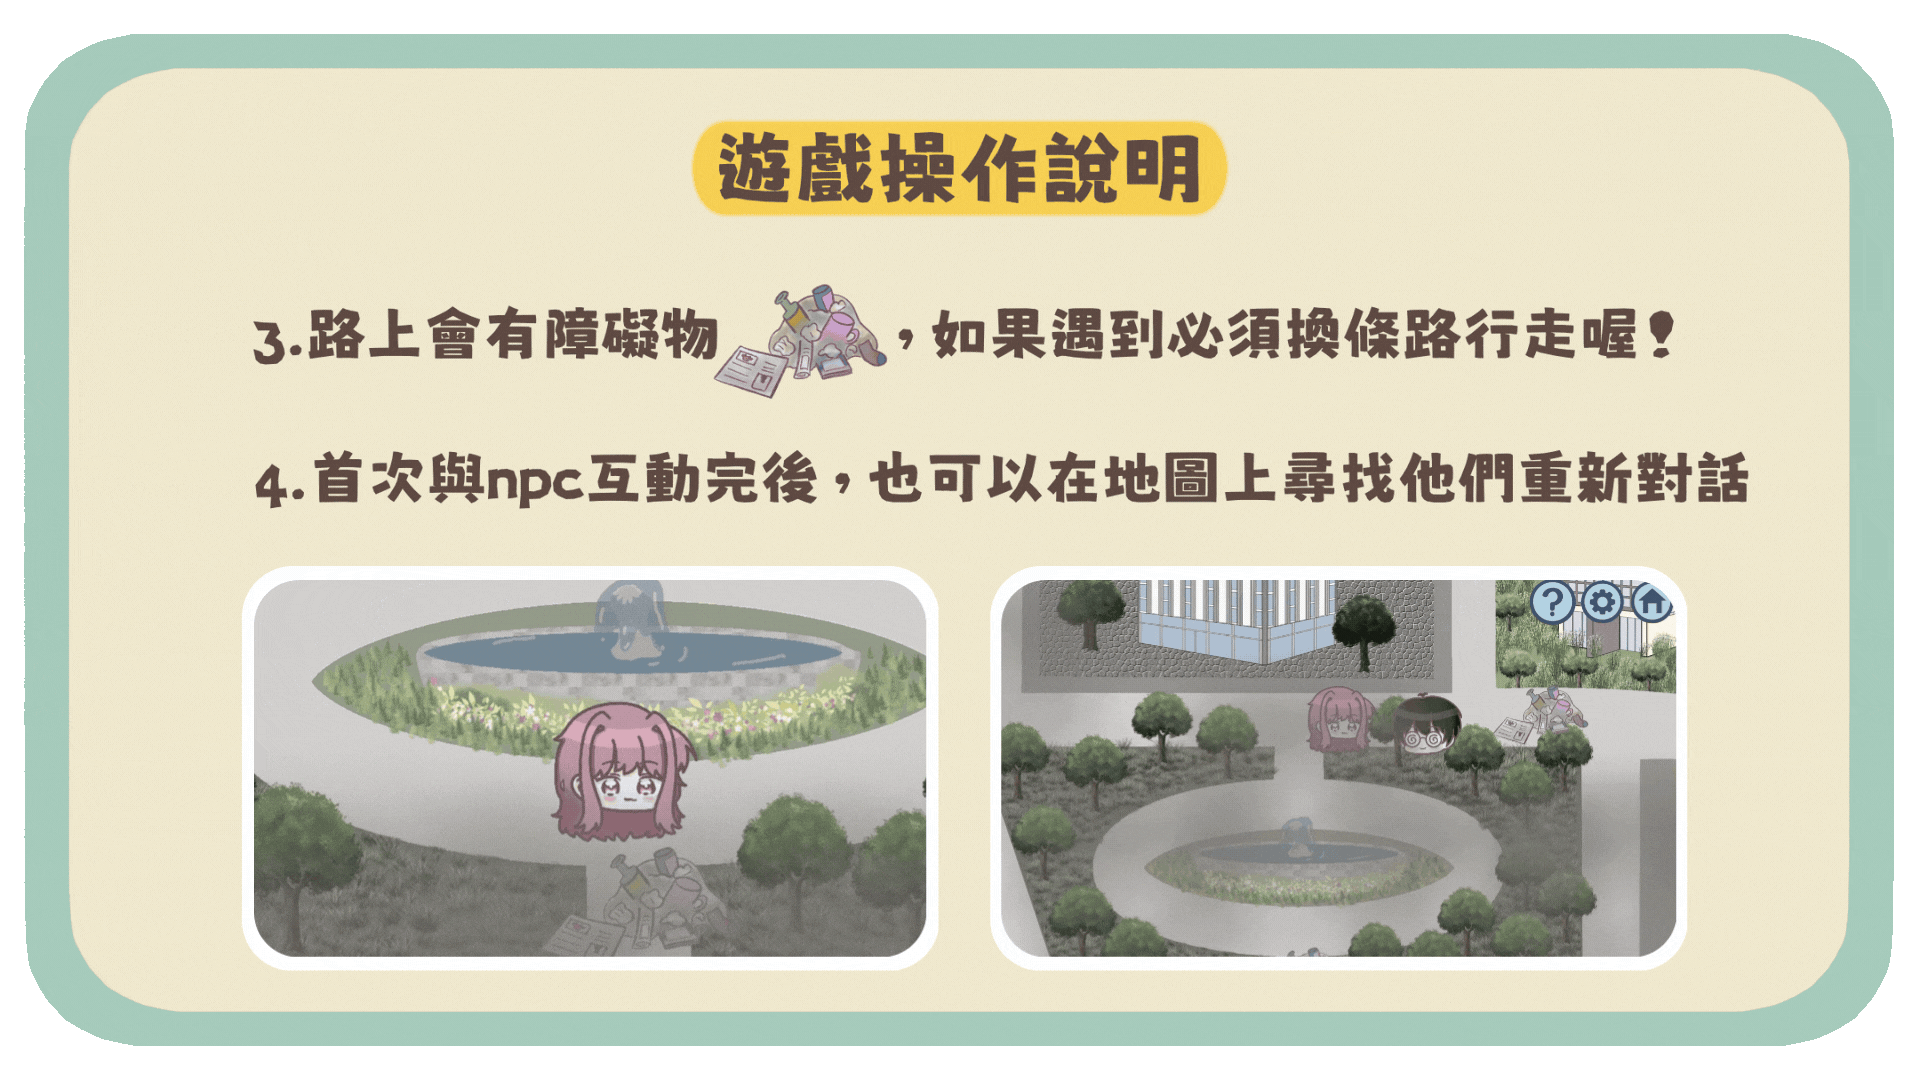 遊戲操作說明
3.路上會有障礙物，如果遇到必須換條路行走喔！
4.首次與npc互動完後，也可以在地圖上尋找他們重新對話
?